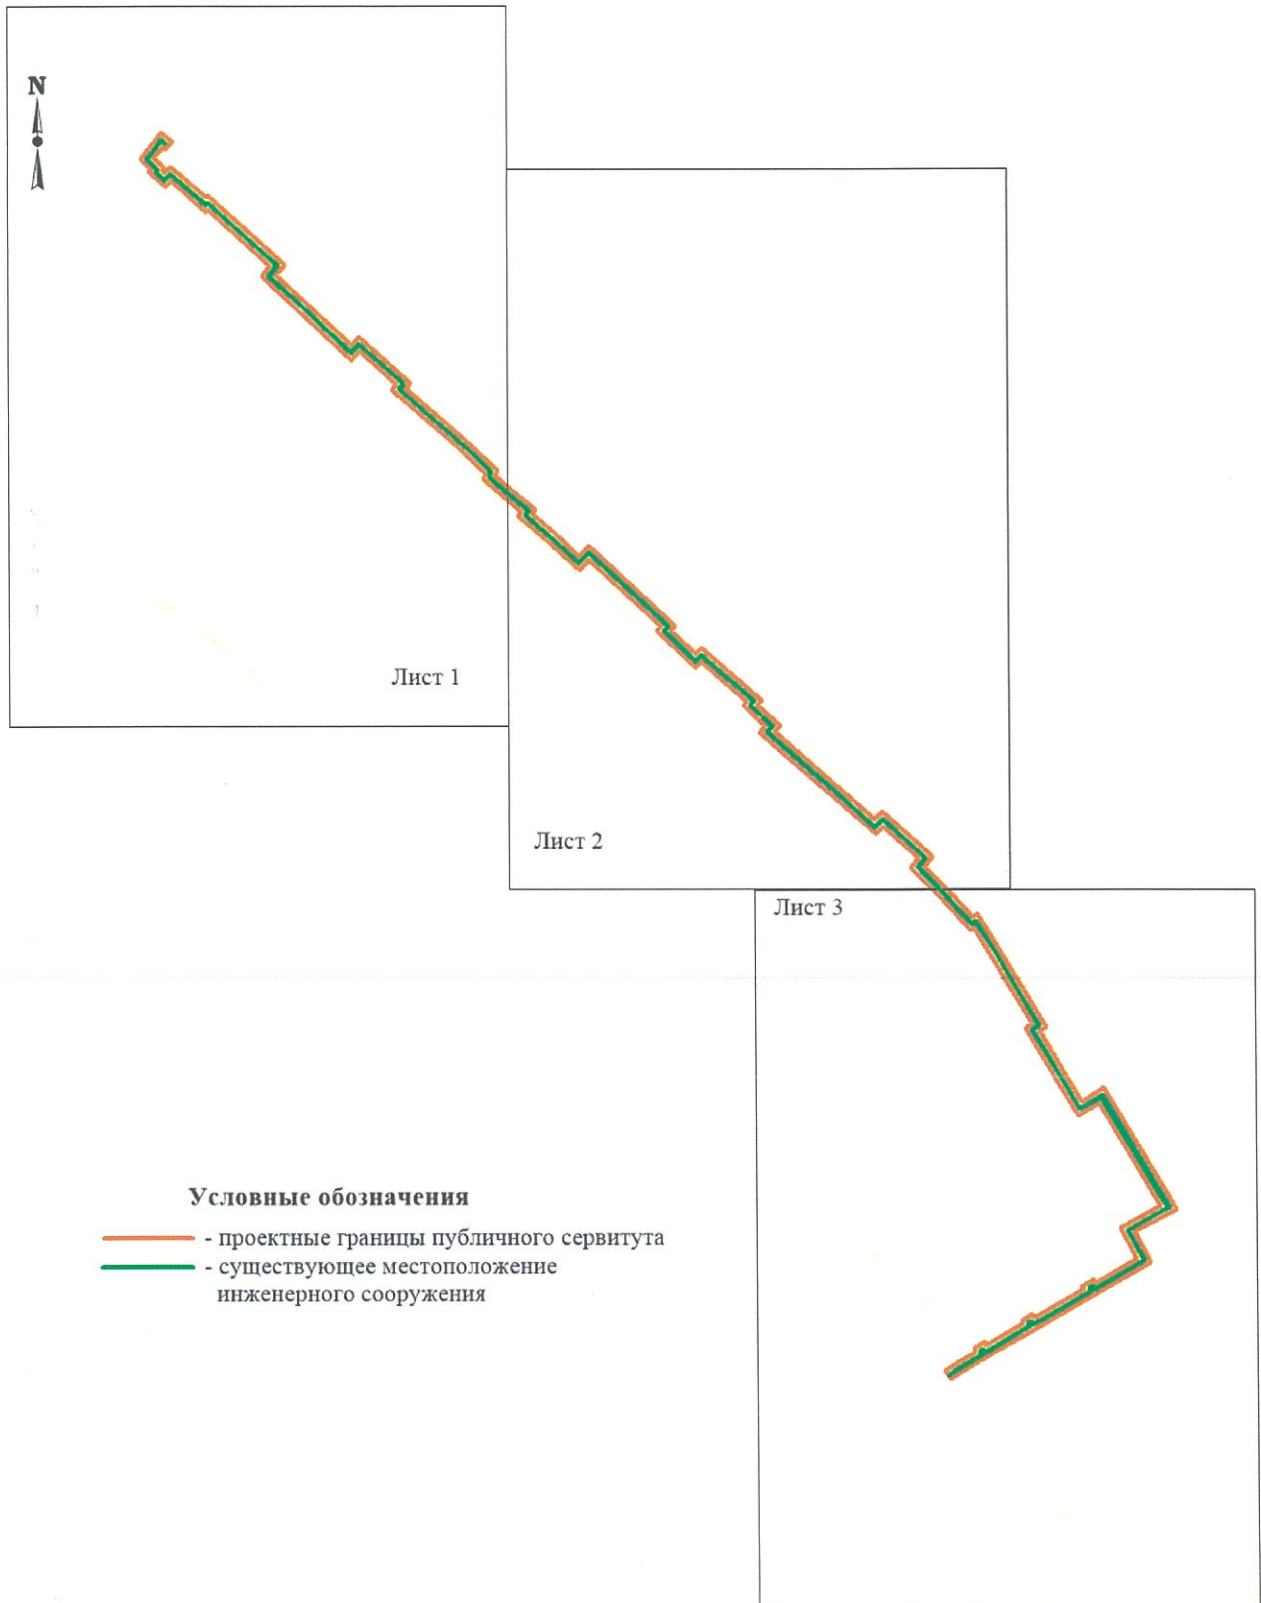 N
Лист 1
Лист 2
Лист 3
Условные обозначения
- проектные границы публичного сервитута
- существующее местоположение
инженерного сооружения